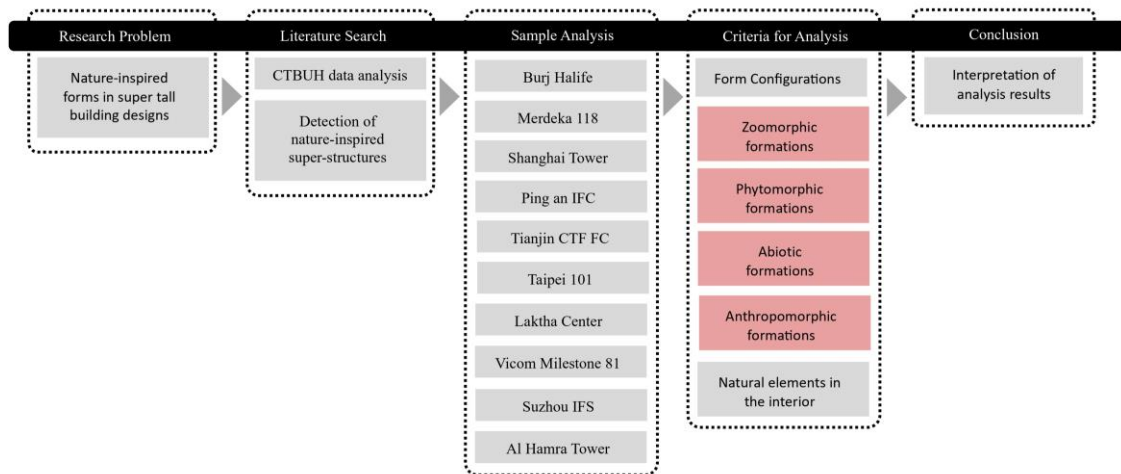 Research Problem
Literature Search
Sample Analysis
Criteria for Analysis
Conclusion
Nature-inspired
forms in super tall
building designs
CTBUH data analysis
Detection of
nature-inspired
super-structures
Burj Halife
Merdeka 118
Shanghai Tower
Ping an IFC
Tianjin CTF FC
Taipei 101
Laktha Center
Vicom Milestone 81
Suzhou IFS
Al Hamra Tower
Form Configurations
Zoomorphic
formations
Phytomorphic
formations
Abiotic
formations
Anthropomorphic
formations
Natural elements in
the interior
Interpretation of
analysis results